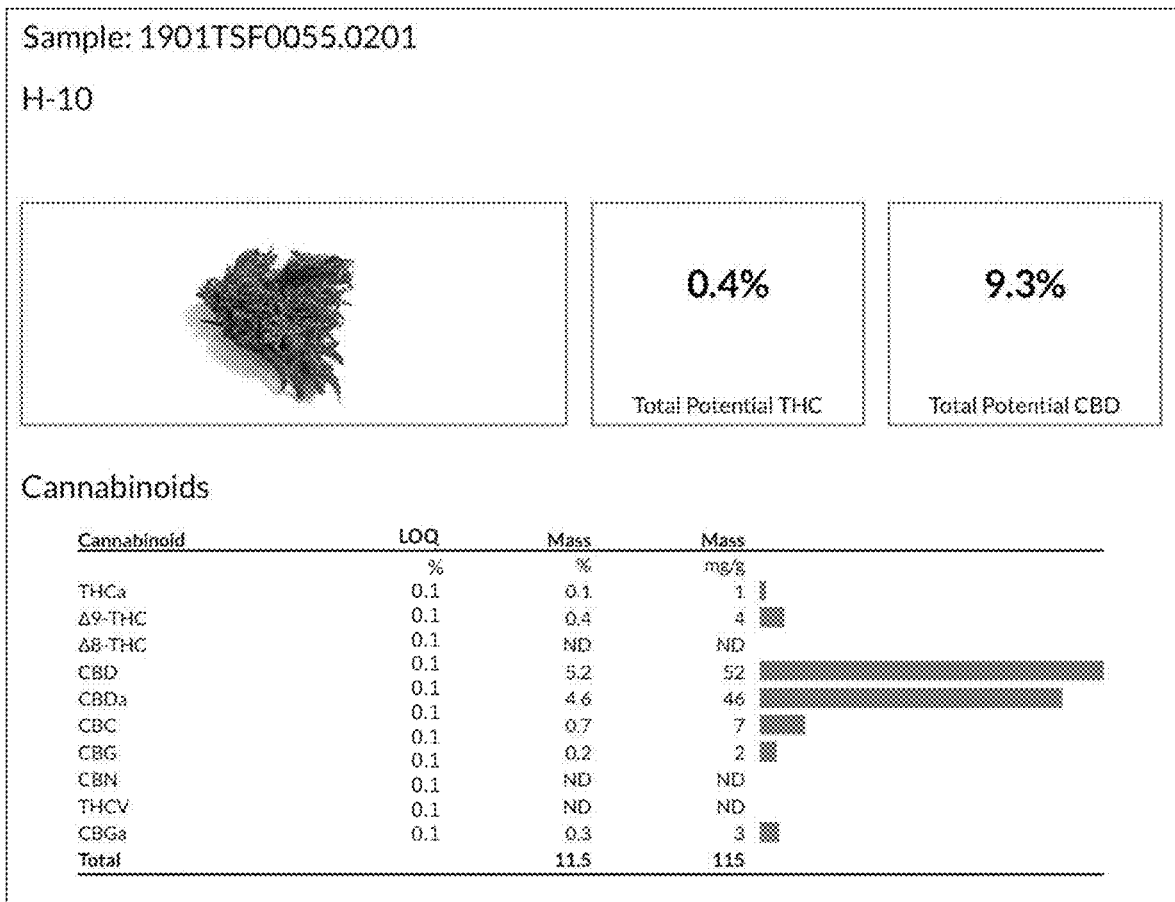 Sample: 1901TSF0055.0201
H-10
0.4%
Total Potential THC
9.3%
Total Potential CBD
Cannabinoids
Cannabinoid LOQ Mass Mass
% % mg/g
THCa 0.1 0.1 1
Δ9-THC 0.1 0.4 4
Δ8-THC 0.1 ND ND
CBD 0.1 5.2 52
CBDa 0.1 4.6 46
CBC 0.1 0.7 7
CBG 0.1 0.2 2
CBN 0.1 ND ND
THCV 0.1 ND ND
CBGa 0.1 0.3 3
Total 11.5 115